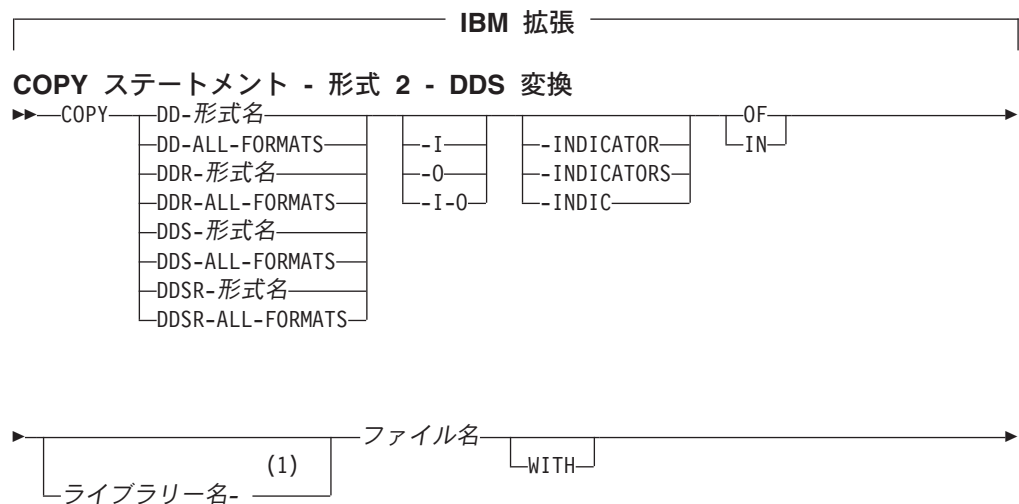 IBM 拡張
COPY ステートメント - 形式 2 - DDS 変換
COPY DD-形式名 OF
DD-ALL-FORMATS -I -INDICATOR IN
DDR-形式名 -O -INDICATORS
DDR-ALL-FORMATS -I-O -INDIC
DDS-形式名
DDS-ALL-FORMATS
DDSR-形式名
DDSR-ALL-FORMATS
ファイル名
(1) WITH
ライブラリー名-